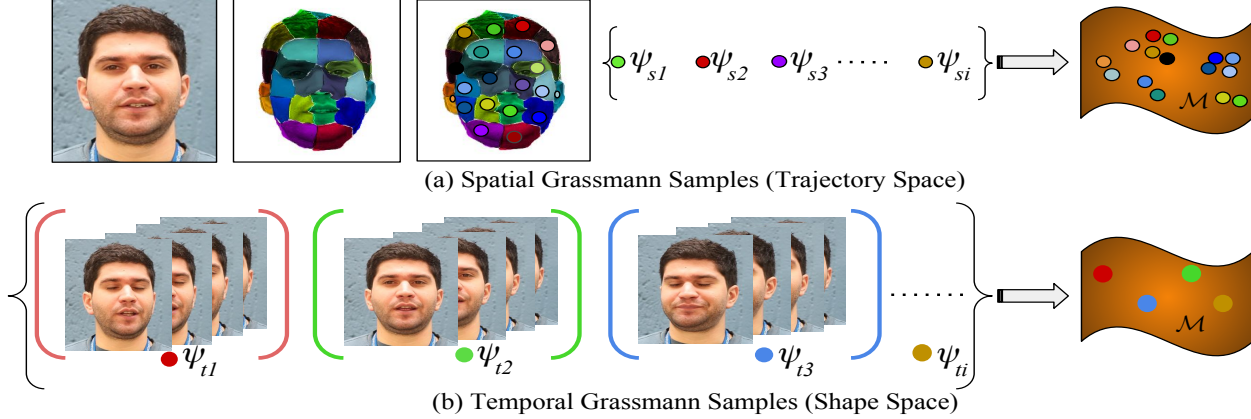 { ψs1 ψs2 ψs3 ······ ψsi }
M
(a) Spatial Grassmann Samples (Trajectory Space)
ψt1 ψt2 ψt3 ········ ψti
M
(b) Temporal Grassmann Samples (Shape Space)